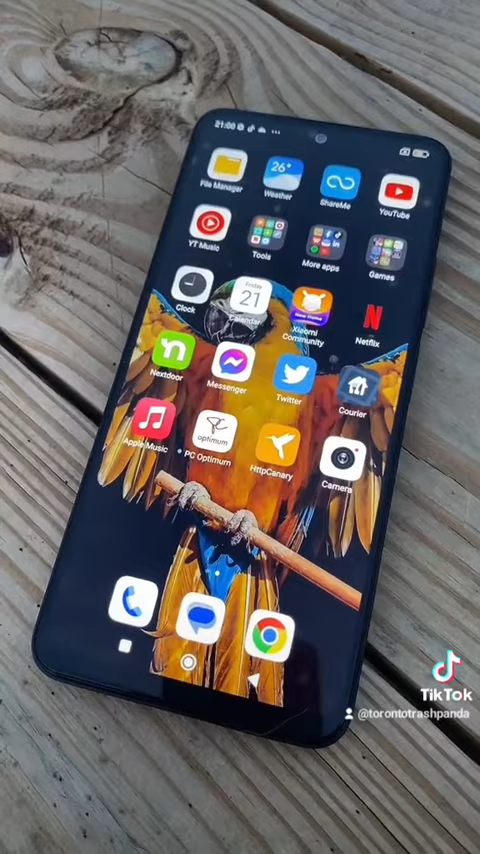 21:00
File Manager
26°
Weather
ShareMe
YouTube
YT Music
Tools
More apps
Games
Clock
Friday
21
Calendar
Xiaomi
Community
Netflix
Nextdoor
Messenger
Twitter
Courier
Apple Music
optimum
PC Optimum
HttpCanary
Camera
TikTok
@torontotrashpanda